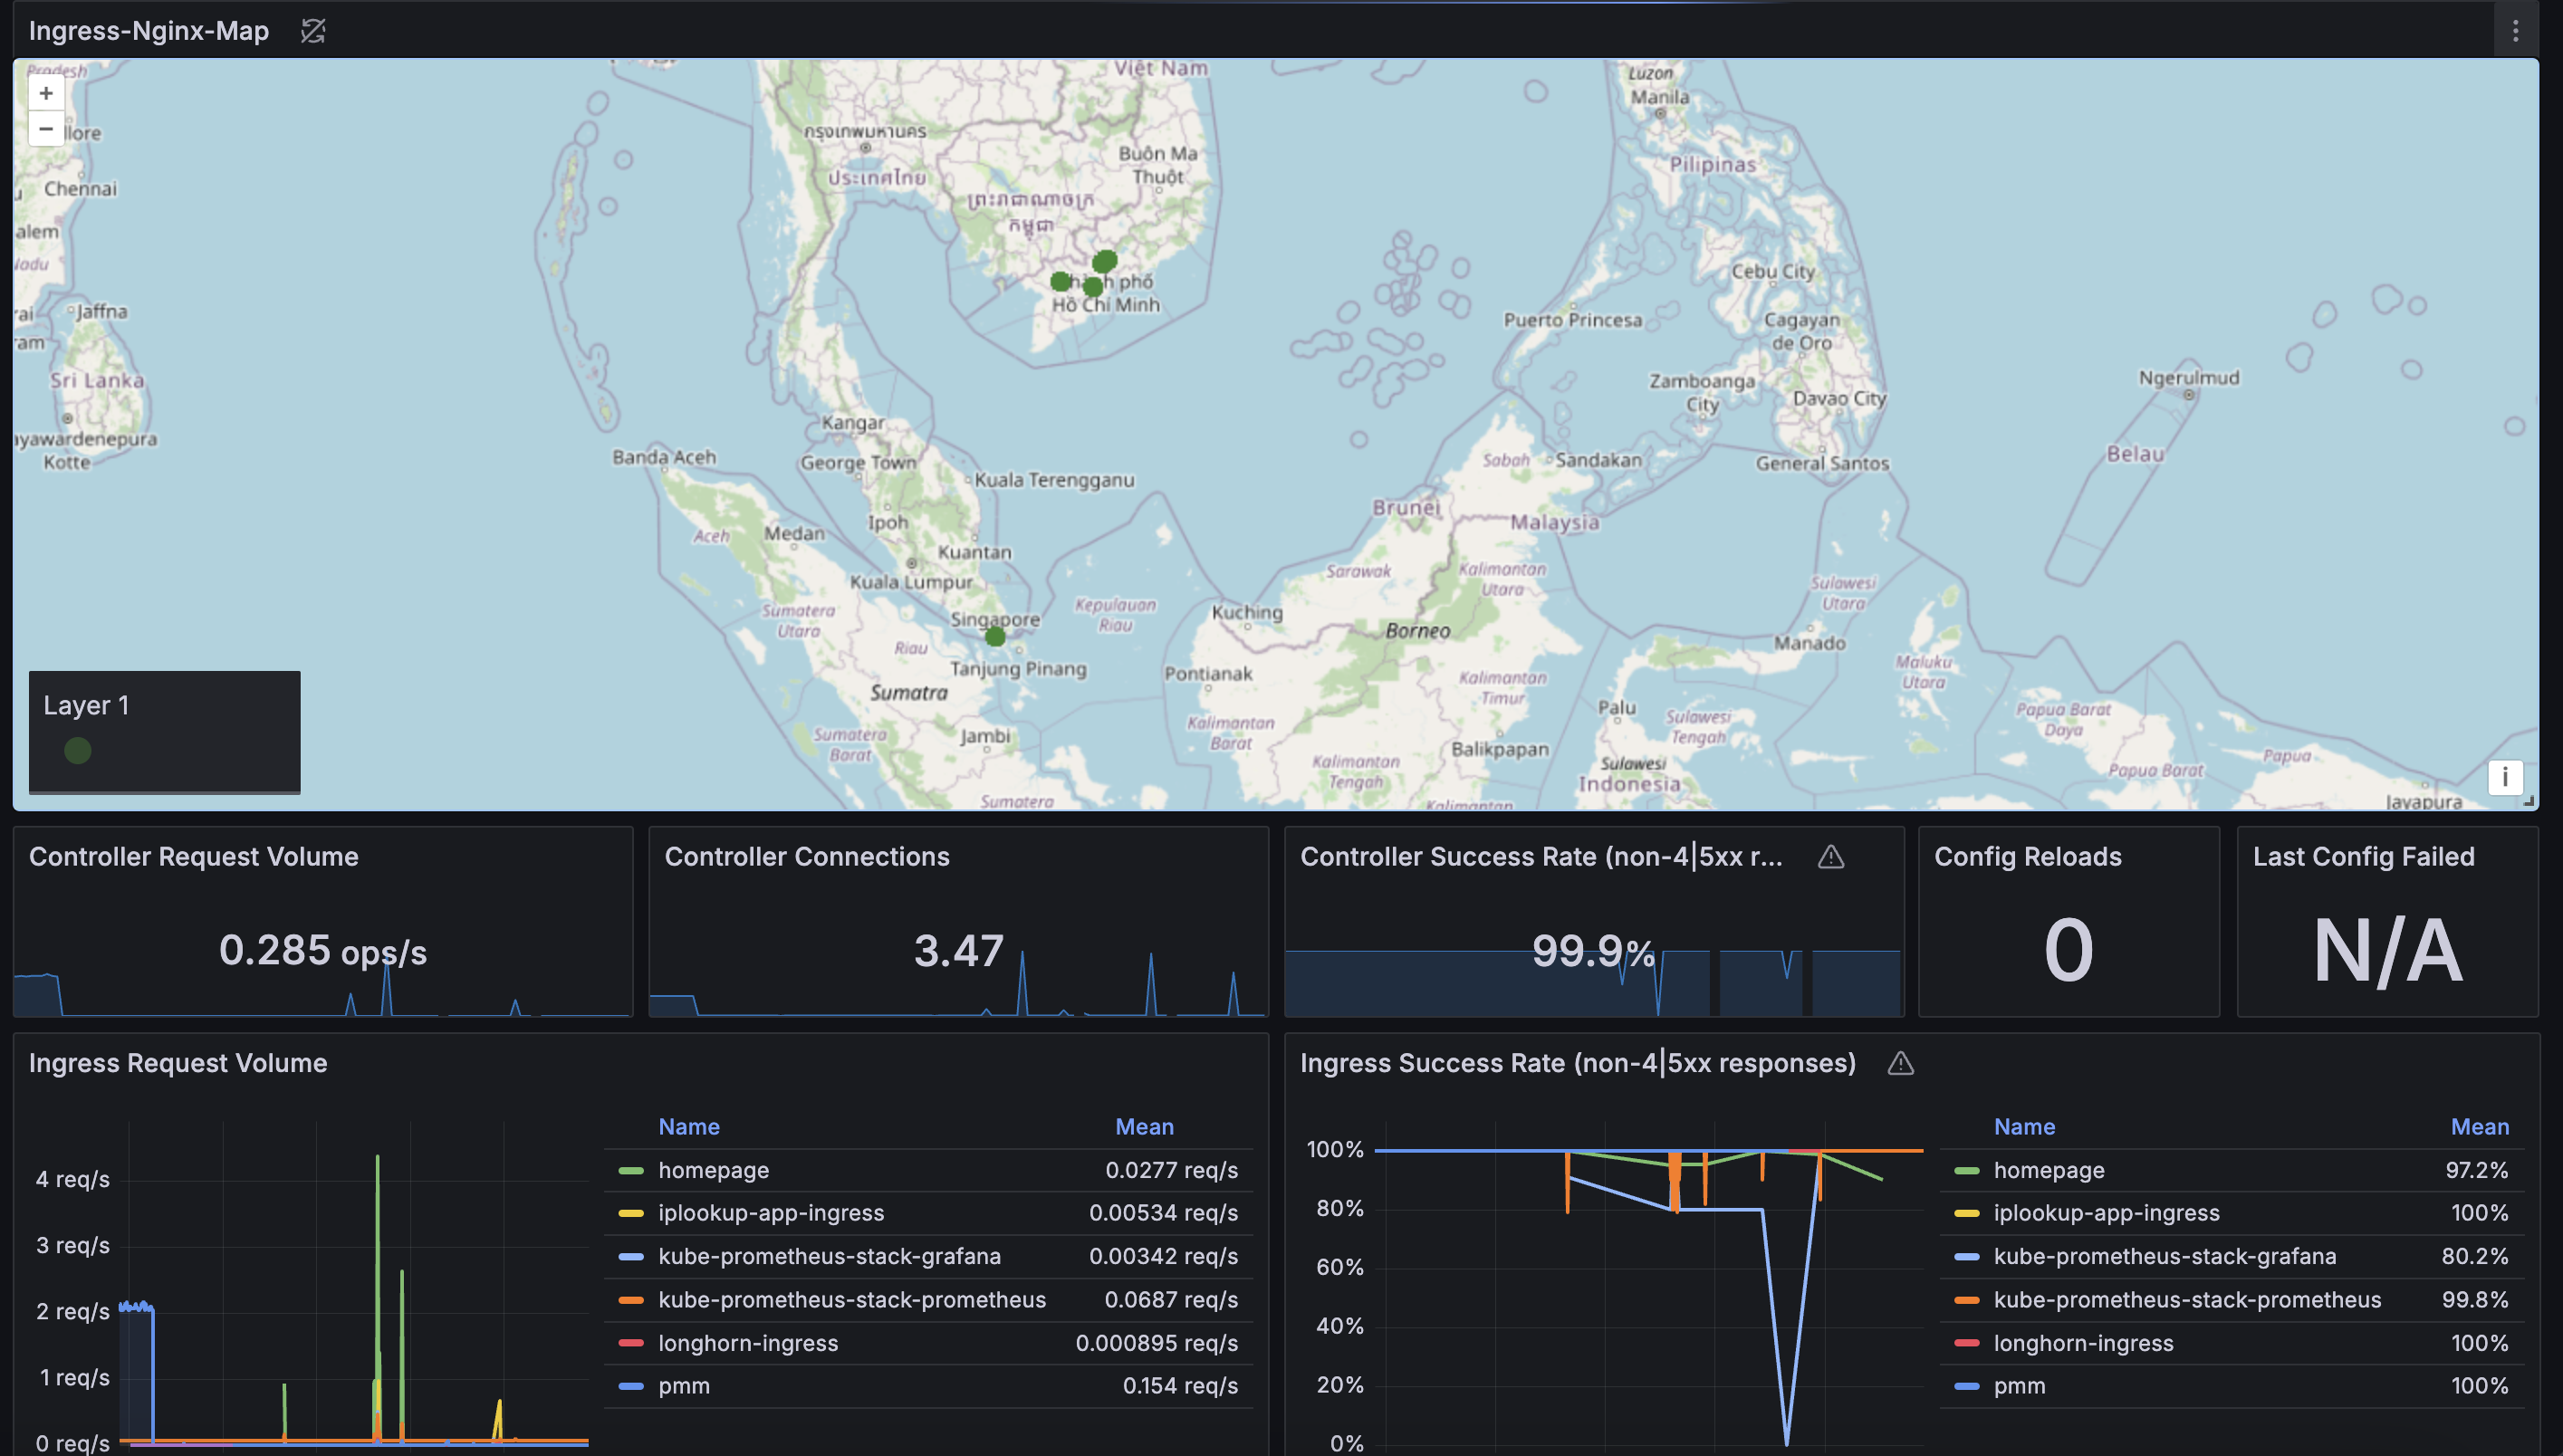 Ingress-Nginx-Map
Pradesh
Việt Nam
Luzon
Manila
+
−
llore
กรุงเทพมหานคร
Buôn Ma
Thuột
Pilipinas
ประเทศไทย
Chennai
ព្រះរាជាណាចក្រ
កម្ពុជា
alem
Nadu
Cebu City
h phố
Hồ Chí Minh
Jaffna
rai
ram
Puerto Princesa
Cagayan
de Oro
Sri Lanka
Zamboanga
City
Davao City
Ngerulmud
Kangar
ayawardenepura
Kotte
Banda Aceh
George Town
Kuala Terengganu
Sabah
Sandakan
General Santos
Belau
Brunei
Malaysia
Ipoh
Aceh
Medan
Kuantan
Kuala Lumpur
Sarawak
Kalimantan
Utara
Sulawesi
Utara
Sumatera
Utara
Singapore
Kepulauan
Riau
Kuching
Borneo
Manado
Riau
Tanjung Pinang
Pontianak
Maluku
Utara
Sumatra
Kalimantan
Timur
Layer 1
Palu
Sulawesi
Tengah
Papua Barat
Daya
Sumatera
Barat
Jambi
Kalimantan
Barat
Balikpapan
Kalimantan
Tengah
Sulawesi
Indonesia
Papua Barat
Papua
i
Sumatera
Kalimantan
Jayapura
Controller Request Volume
0.285 ops/s
Controller Connections
3.47
Controller Success Rate (non-4|5xx r...
99.9%
Config Reloads
0
Last Config Failed
N/A
Ingress Request Volume
4 req/s
3 req/s
2 req/s
1 req/s
0 req/s
Name Mean
homepage 0.0277 req/s
iplookup-app-ingress 0.00534 req/s
kube-prometheus-stack-grafana 0.00342 req/s
kube-prometheus-stack-prometheus 0.0687 req/s
longhorn-ingress 0.000895 req/s
pmm 0.154 req/s
Ingress Success Rate (non-4|5xx responses)
100%
80%
60%
40%
20%
0%
Name Mean
homepage 97.2%
iplookup-app-ingress 100%
kube-prometheus-stack-grafana 80.2%
kube-prometheus-stack-prometheus 99.8%
longhorn-ingress 100%
pmm 100%